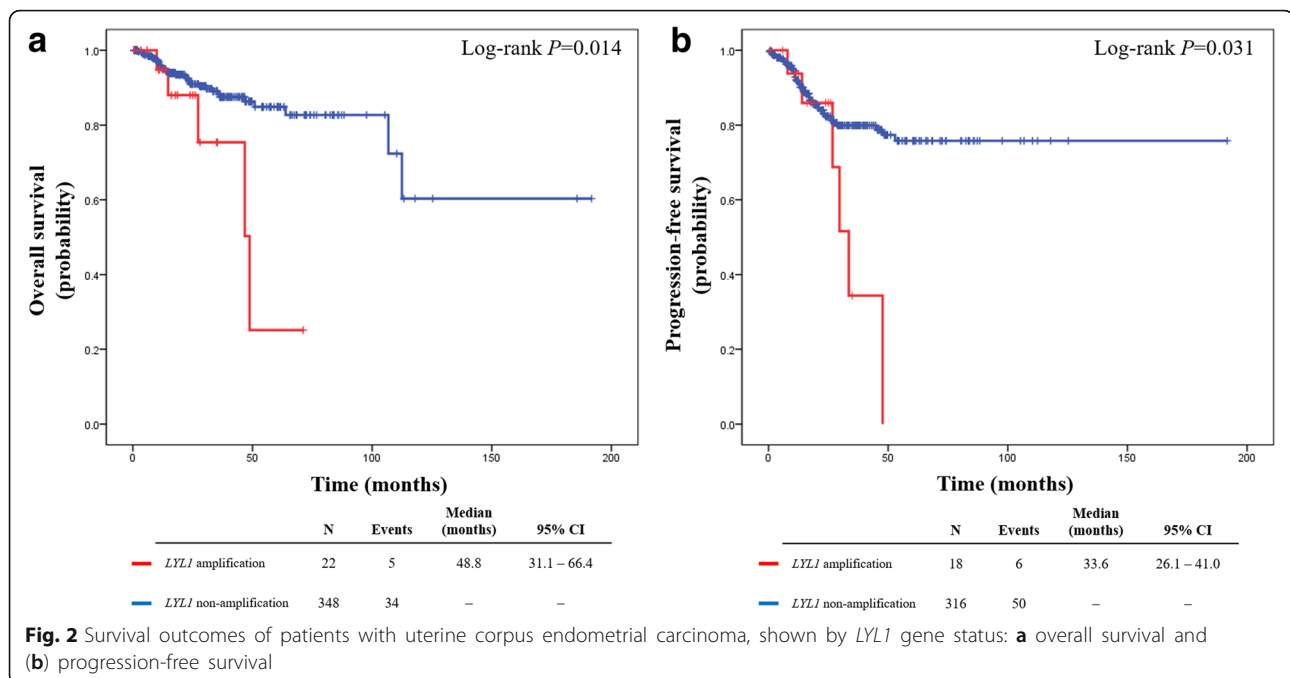 a
Log-rank P=0.014
1.0
0.8
0.6
0.4
0.2
0.0
Overall survival
(probability)
0 50 100 150 200
Time (months)
N Events Median (months) 95% CI
LYL1 amplification 22 5 48.8 31.1 – 66.4
LYL1 non-amplification 348 34 – –
b
Log-rank P=0.031
1.0
0.8
0.6
0.4
0.2
0.0
Progression-free survival
(probability)
0 50 100 150 200
Time (months)
N Events Median (months) 95% CI
LYL1 amplification 18 6 33.6 26.1 – 41.0
LYL1 non-amplification 316 50 – –
Fig. 2 Survival outcomes of patients with uterine corpus endometrial carcinoma, shown by LYL1 gene status: a overall survival and
(b) progression-free survival